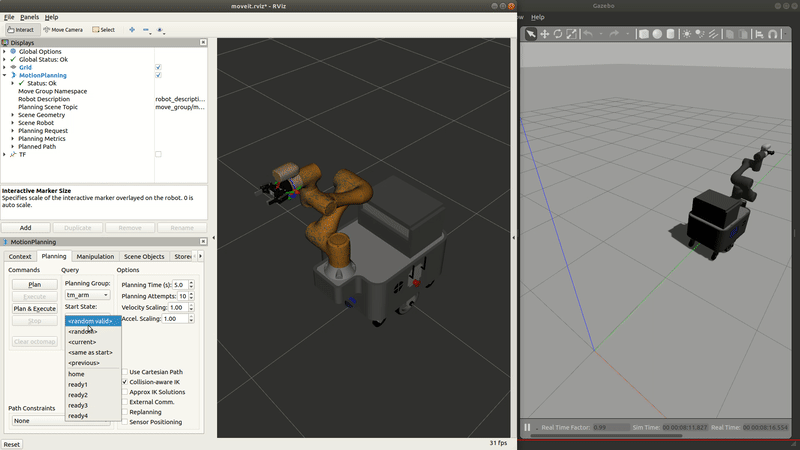 moveit.rviz* - RViz
File Panels Help
Interact Move Camera Select
Displays
Global Options
Global Status: Ok
Grid
MotionPlanning
Status: Ok
Move Group Namespace
Robot Description robot_descripti...
Planning Scene Topic move_group/m...
Scene Geometry
Scene Robot
Planning Request
Planning Metrics
Planned Path
TF
Interactive Marker Size
Specifies scale of the interactive marker overlayed on the robot. 0 is
auto scale.
Add Duplicate Remove Rename
MotionPlanning
Context Planning Manipulation Scene Objects Store
Commands Query Options
Plan Planning Group: Planning Time (s): 5.0
Execute tm_arm Planning Attempts: 10
Plan & Execute Start State: Velocity Scaling: 1.00
Stop <random valid> Accel. Scaling: 1.00
<random>
Clear octomap <current>
<same as start>
<previous> Use Cartesian Path
home Collision-aware IK
ready1 Approx IK Solutions
ready2 External Comm.
Path Constraints ready3 Replanning
None ready4 Sensor Positioning
Reset 31 fps
Gazebo
ew Help
Real Time Factor: 0.99 Sim Time: 00 00:00:11.827 Real Time: 00 00:08:16.554